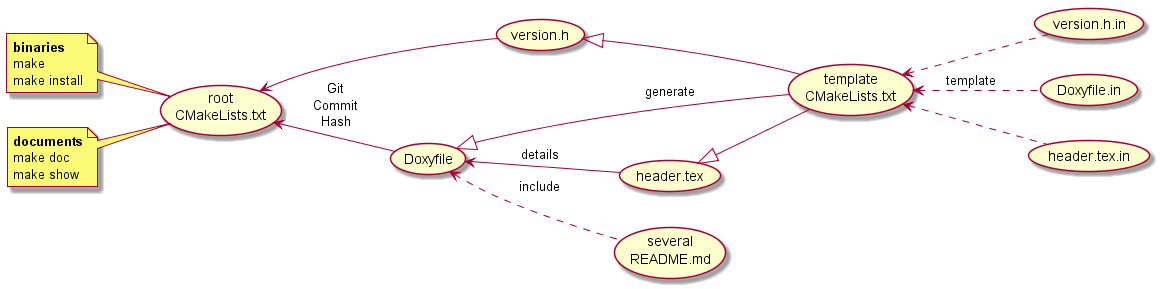 binaries
make
make install
documents
make doc
make show
root
CMakeLists.txt
Git
Commit
Hash
version.h
Doxyfile
generate
details
include
header.tex
several
README.md
template
CMakeLists.txt
template
version.h.in
Doxyfile.in
header.tex.in